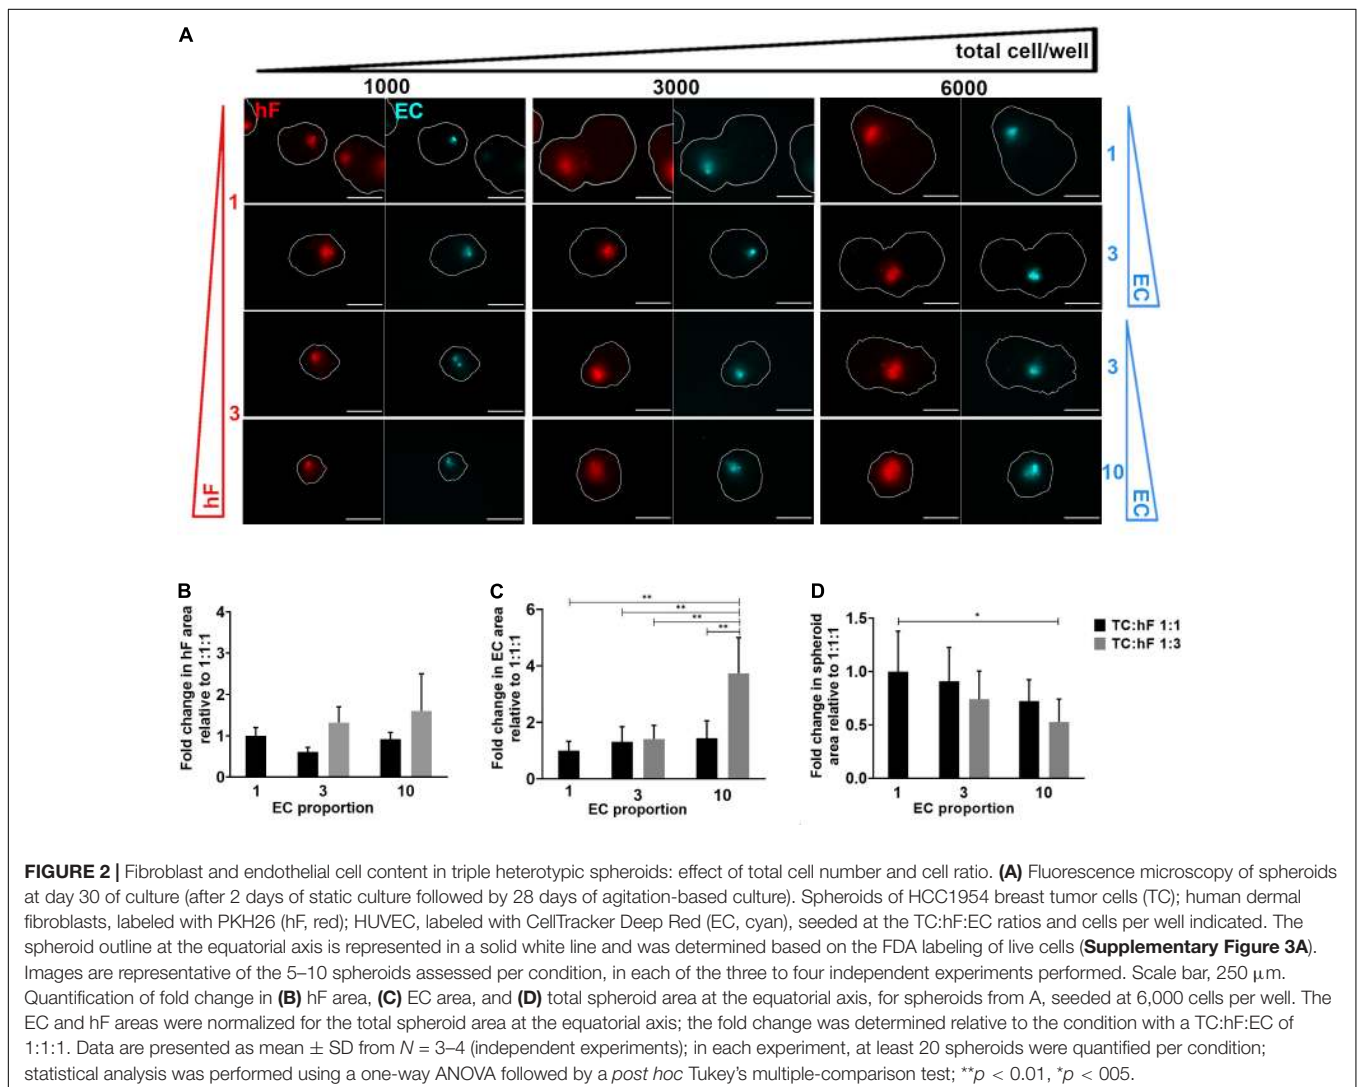 A
total cell/well
1000
3000
6000
hF
EC
1
1
3
EC
3
3
10
hF
EC
B
Fold change in hF area
relative to 1:1:1
4
3
2
1
0
1
3
10
EC proportion
C
Fold change in EC area
relative to 1:1:1
6
4
2
0
**
**
**
**
1
3
10
EC proportion
D
Fold change in spheroid
area relative to 1:1:1
1.5
1.0
0.5
0.0
*
1
3
10
EC proportion
TC:hF 1:1
TC:hF 1:3
FIGURE 2 | Fibroblast and endothelial cell content in triple heterotypic spheroids: effect of total cell number and cell ratio. (A) Fluorescence microscopy of spheroids
at day 30 of culture (after 2 days of static culture followed by 28 days of agitation-based culture). Spheroids of HCC1954 breast tumor cells (TC); human dermal
fibroblasts, labeled with PKH26 (hF, red); HUVEC, labeled with CellTracker Deep Red (EC, cyan), seeded at the TC:hF:EC ratios and cells per well indicated. The
spheroid outline at the equatorial axis is represented in a solid white line and was determined based on the FDA labeling of live cells (Supplementary Figure 3A).
Images are representative of the 5–10 spheroids assessed per condition, in each of the three to four independent experiments performed. Scale bar, 250 μm.
Quantification of fold change in (B) hF area, (C) EC area, and (D) total spheroid area at the equatorial axis, for spheroids from A, seeded at 6,000 cells per well. The
EC and hF areas were normalized for the total spheroid area at the equatorial axis; the fold change was determined relative to the condition with a TC:hF:EC of
1:1:1. Data are presented as mean ± SD from N = 3–4 (independent experiments); in each experiment, at least 20 spheroids were quantified per condition;
statistical analysis was performed using a one-way ANOVA followed by a post hoc Tukey's multiple-comparison test; **p < 0.01, *p < 005.